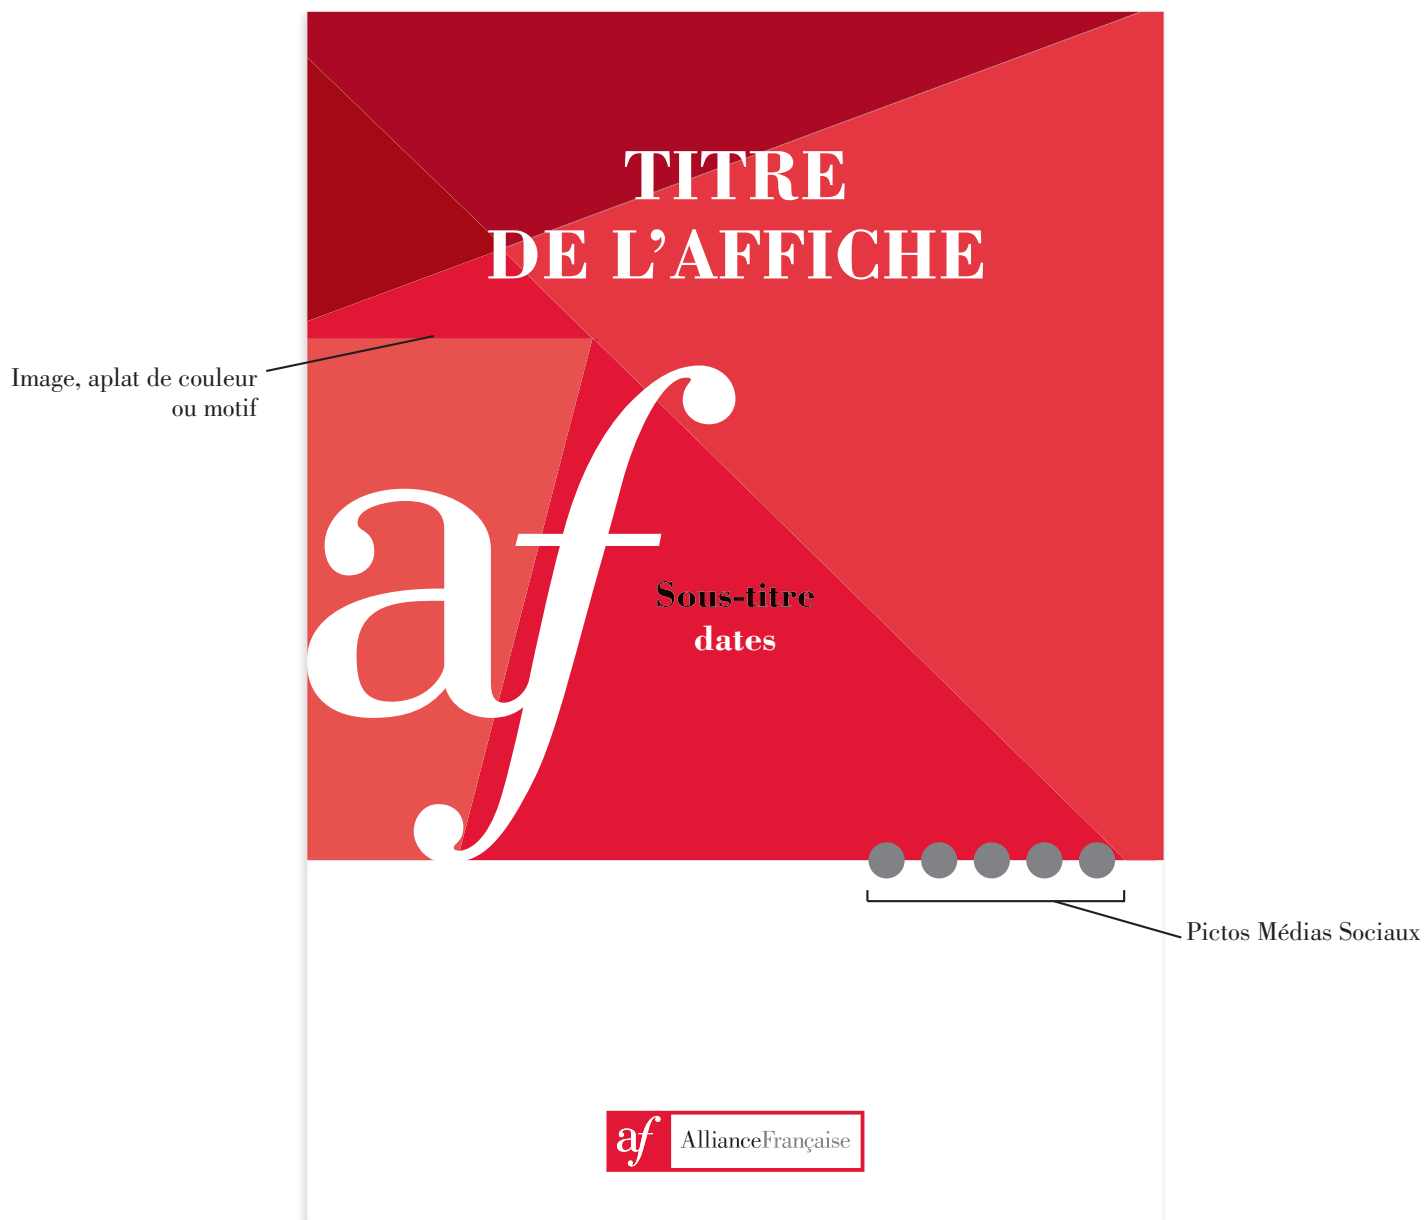 TITRE
DE L’AFFICHE
Image, aplat de couleur
ou motif
af
Sous-titre
dates
Pictos Médias Sociaux
af AllianceFrançaise